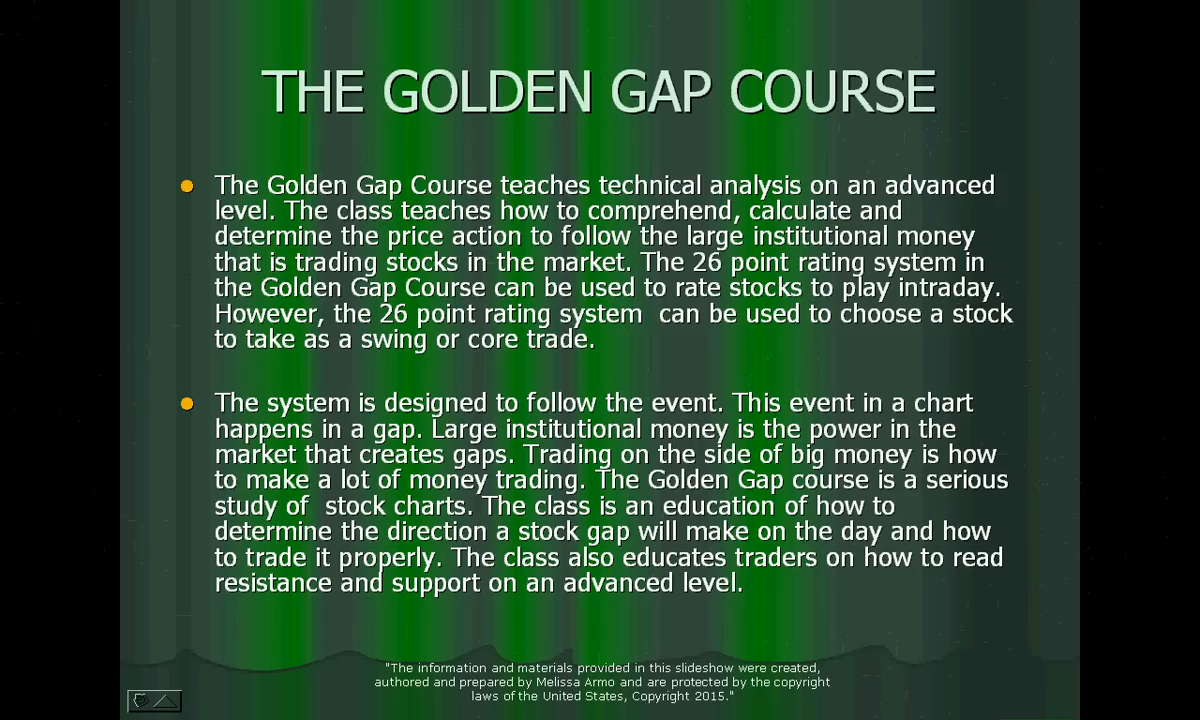 THE GOLDEN GAP COURSE
The Golden Gap Course teaches technical analysis on an advanced
level. The class teaches how to comprehend, calculate and
determine the price action to follow the large institutional money
that is trading stocks in the market. The 26 point rating system in
the Golden Gap Course can be used to rate stocks to play intraday.
However, the 26 point rating system  can be used to choose a stock
to take as a swing or core trade.
The system is designed to follow the event. This event in a chart
happens in a gap. Large institutional money is the power in the
market that creates gaps. Trading on the side of big money is how
to make a lot of money trading. The Golden Gap course is a serious
study of  stock charts. The class is an education of how to
determine the direction a stock gap will make on the day and how
to trade it properly. The class also educates traders on how to read
resistance and support on an advanced level.
"The information and materials provided in this slideshow were created,
authored and prepared by Melissa Armo and are protected by the copyright
laws of the United States, Copyright 2015."